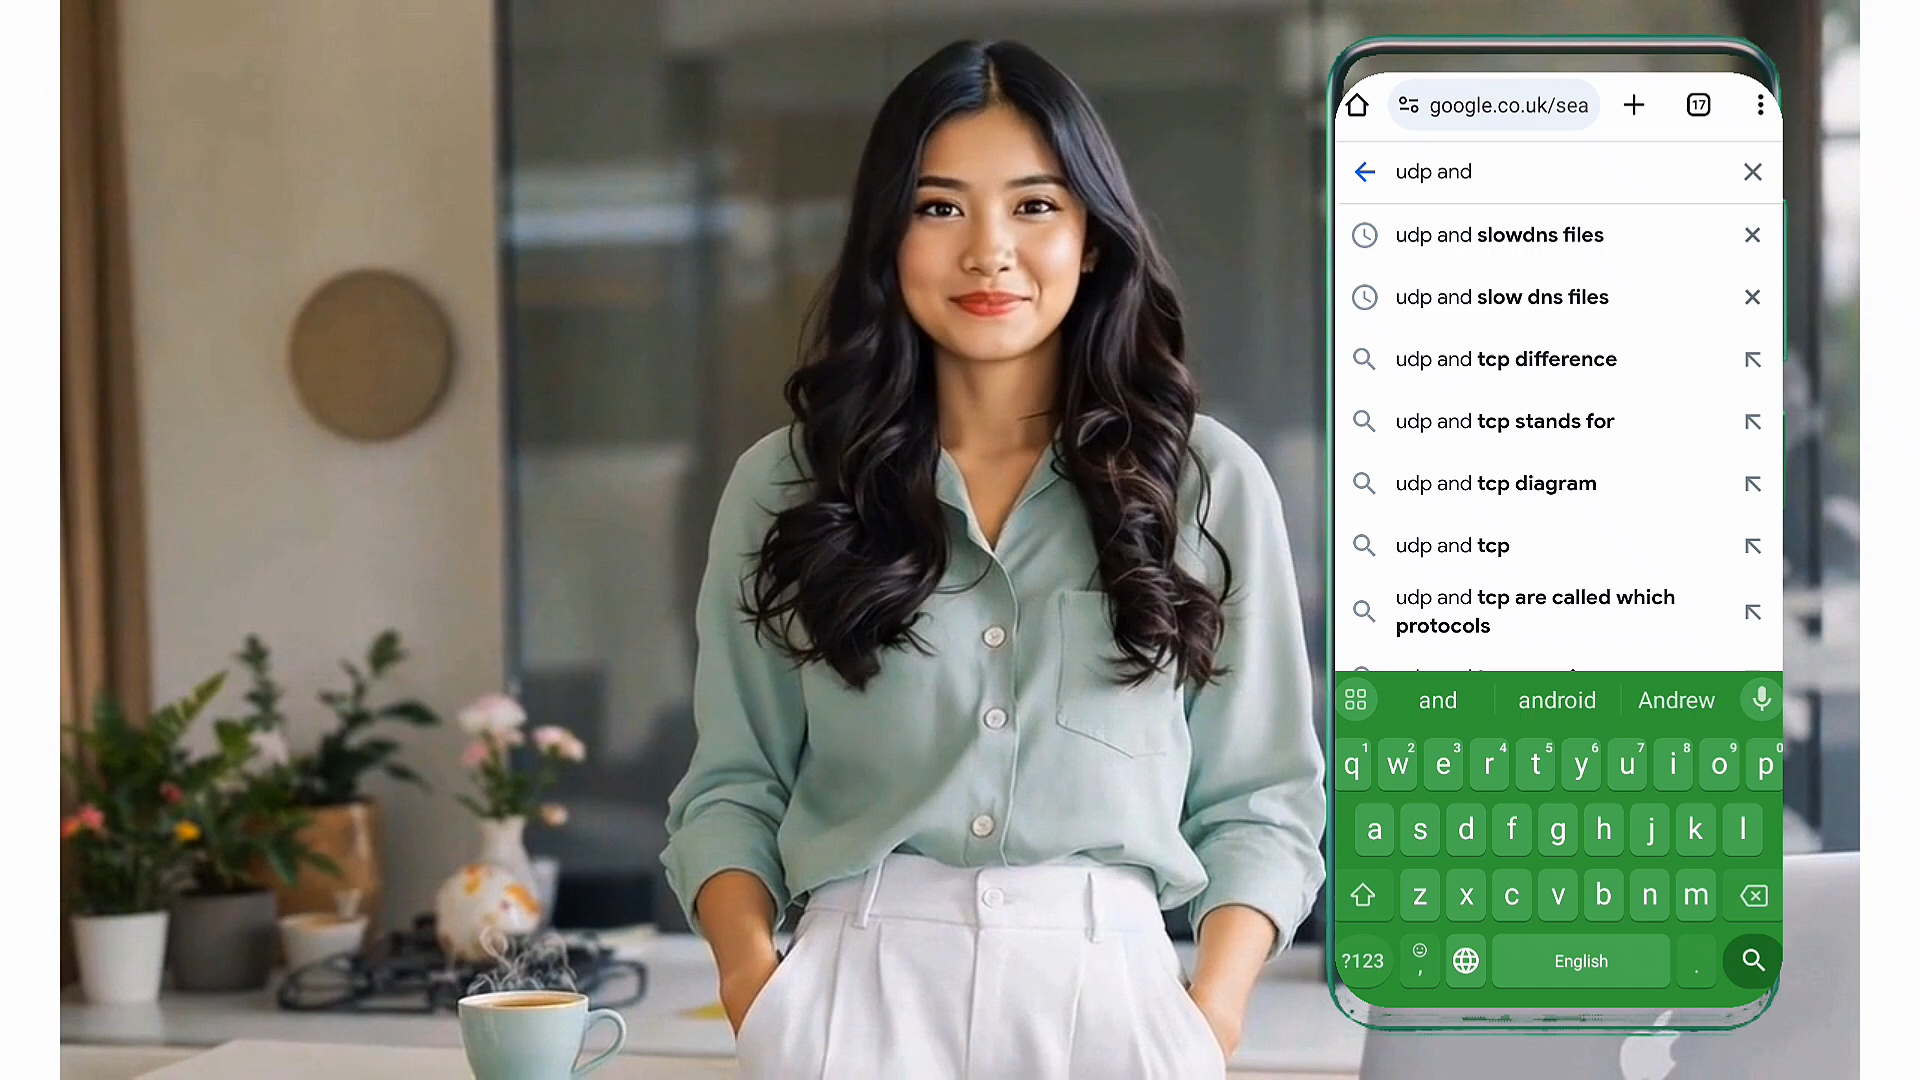 google.co.uk/sea
17
udp and
udp and slowdns files
udp and slow dns files
udp and tcp difference
udp and tcp stands for
udp and tcp diagram
udp and tcp
udp and tcp are called which
protocols
and android Andrew
1 2 3 4 5 6 7 8 9 0
q w e r t y u i o p
a s d f g h j k l
z x c v b n m
?123 , English .